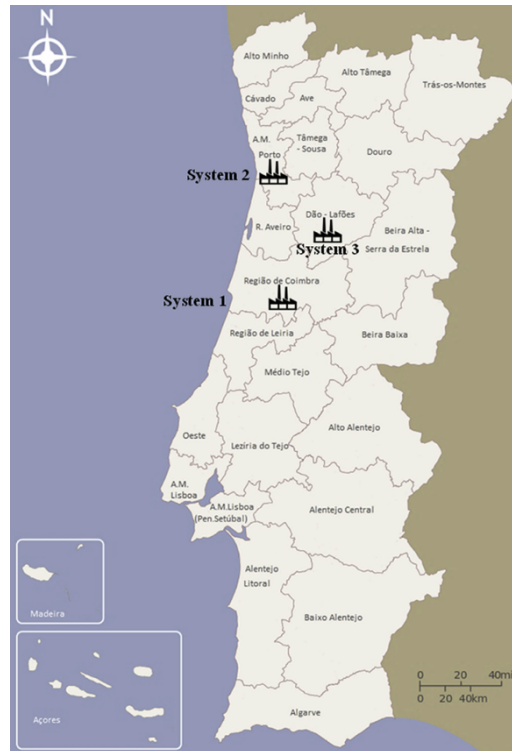 N
Alto Minho
Alto Tâmega
Trás-os-Montes
Cávado
Ave
A.M.
Porto
Tâmega
- Sousa
Douro
System 2
Dão - Lafões
R. Aveiro
Beira Alta -
Serra da Estrela
System 3
Região de Coimbra
System 1
Região de Leiria
Beira Baixa
Médio Tejo
Alto Alentejo
Oeste
Lezíria do Tejo
A.M.
Lisboa
A.M.Lisboa
(Pen.Setúbal)
Alentejo Central
Alentejo
Litoral
Madeira
Baixo Alentejo
0 20 40mi
0 20 40km
Açores
Algarve